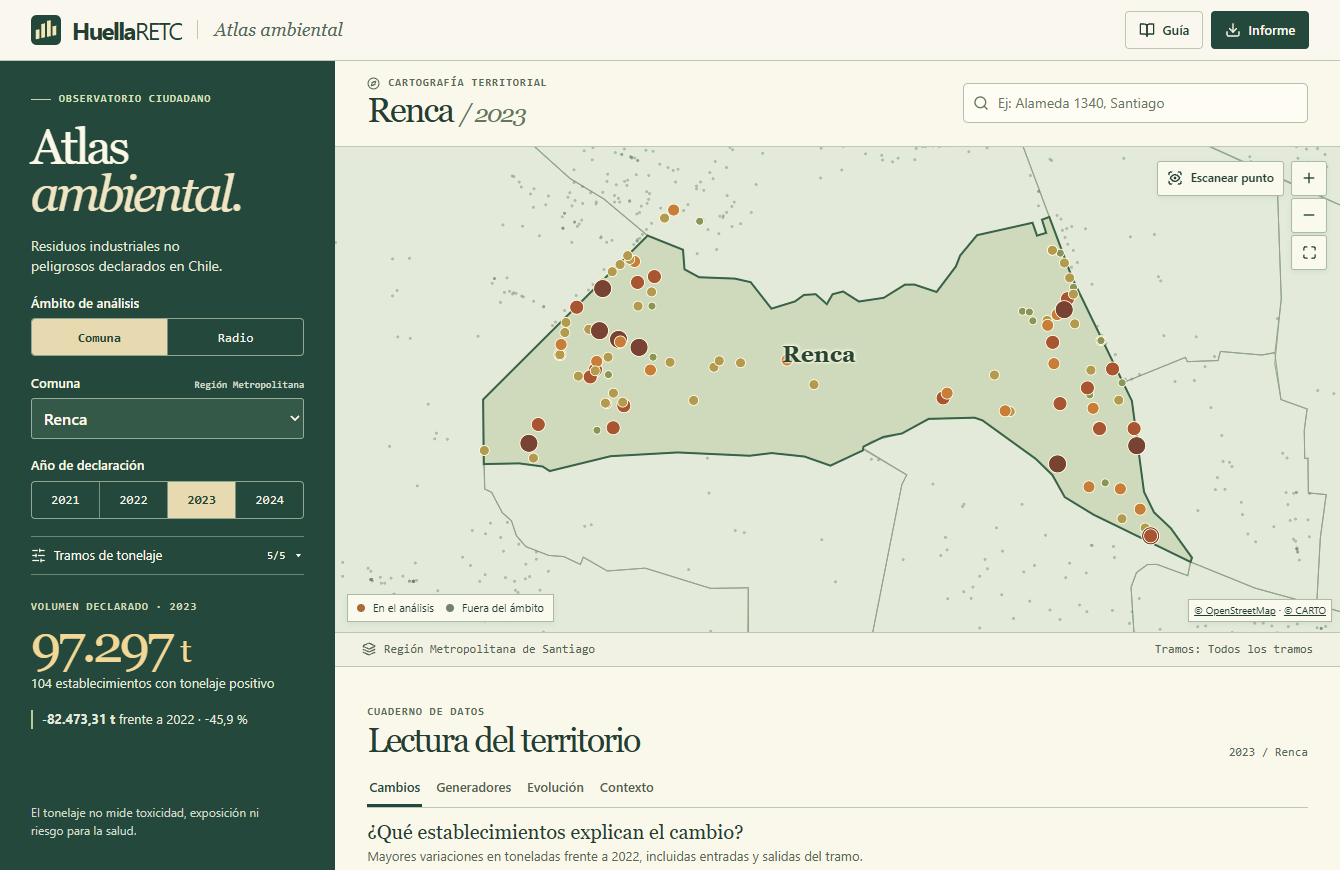 HuellaRETC
Atlas ambiental
Guía
Informe
OBSERVATORIO CIUDADANO
Atlas
ambiental.
Residuos industriales no
peligrosos declarados en Chile.
Ámbito de análisis
Comuna
Radio
Comuna
Región Metropolitana
Renca
Año de declaración
2021
2022
2023
2024
Tramos de tonelaje
5/5
VOLUMEN DECLARADO · 2023
97.297 t
104 establecimientos con tonelaje positivo
-82.473,31 t frente a 2022 · -45,9 %
El tonelaje no mide toxicidad, exposición ni
riesgo para la salud.
CARTOGRAFÍA TERRITORIAL
Renca / 2023
Ej: Alameda 1340, Santiago
Escanear punto
Renca
En el análisis
Fuera del ámbito
© OpenStreetMap · © CARTO
Región Metropolitana de Santiago
Tramos: Todos los tramos
CUADERNO DE DATOS
Lectura del territorio
2023 / Renca
Cambios
Generadores
Evolución
Contexto
¿Qué establecimientos explican el cambio?
Mayores variaciones en toneladas frente a 2022, incluidas entradas y salidas del tramo.